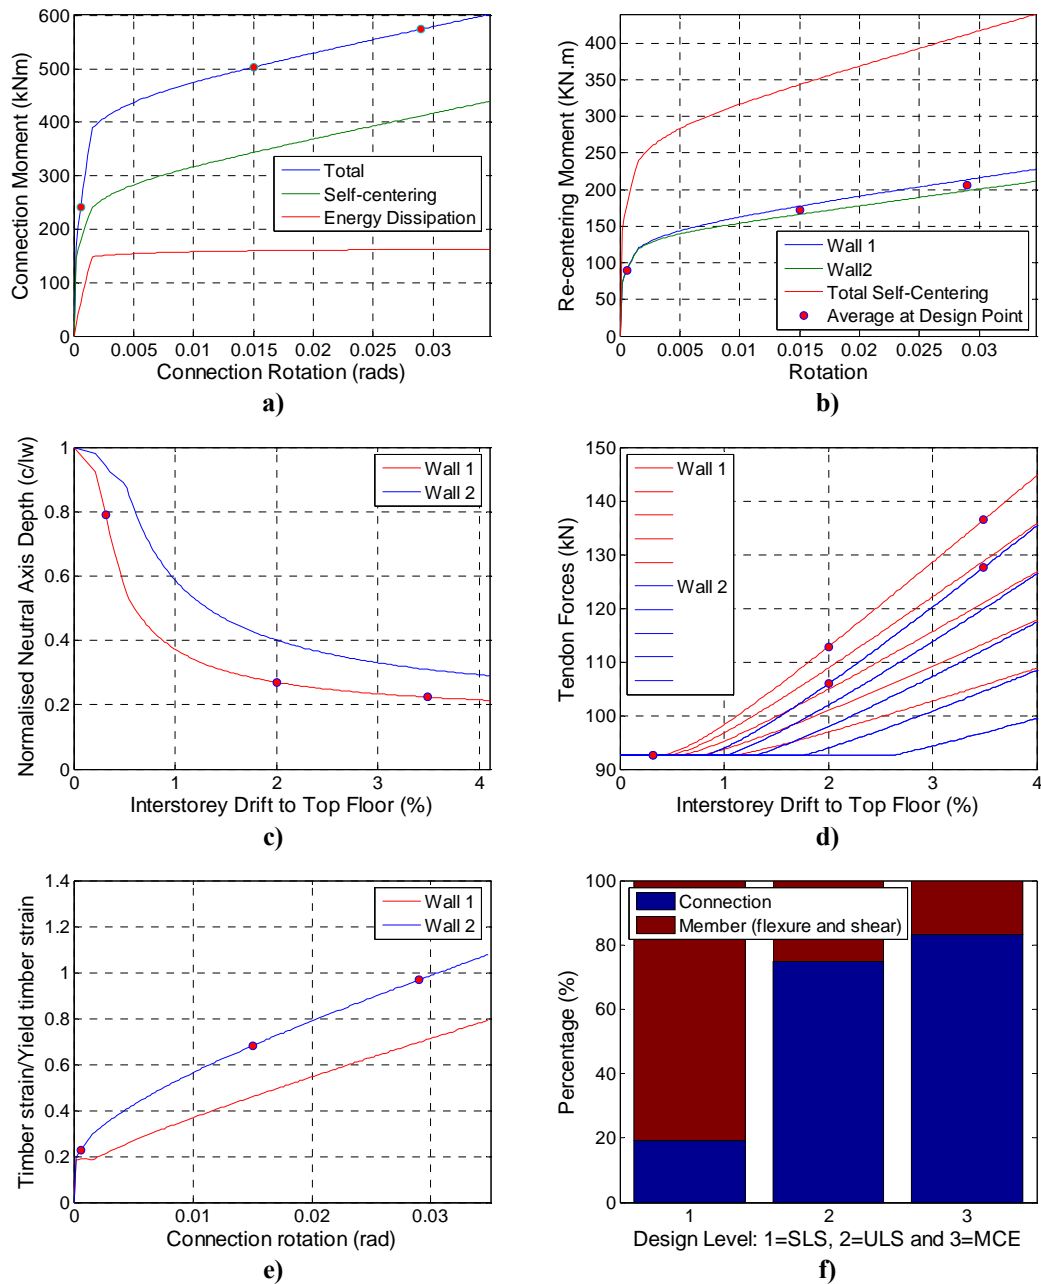 600
500
400
300
200
100
0
Connection Moment (kNm)
Total
Self-centering
Energy Dissipation
0 0.005 0.01 0.015 0.02 0.025 0.03
Connection Rotation (rads)
a)
400
350
300
250
200
150
100
50
0
Re-centering Moment (KN.m)
Wall 1
Wall2
Total Self-Centering
Average at Design Point
0 0.005 0.01 0.015 0.02 0.025 0.03
Rotation
b)
1
0.8
0.6
0.4
0.2
0
Normalised Neutral Axis Depth (c/lw)
Wall 1
Wall 2
0 1 2 3 4
Interstorey Drift to Top Floor (%)
c)
150
140
130
120
110
100
90
Tendon Forces (kN)
Wall 1
Wall 2
0 1 2 3 4
Interstorey Drift to Top Floor (%)
d)
1.4
1.2
1
0.8
0.6
0.4
0.2
0
Timber strain/Yield timber strain
Wall 1
Wall 2
0 0.01 0.02 0.03
Connection rotation (rad)
e)
100
80
60
40
20
0
Percentage (%)
Connection
Member (flexure and shear)
1 2 3
Design Level: 1=SLS, 2=ULS and 3=MCE
f)